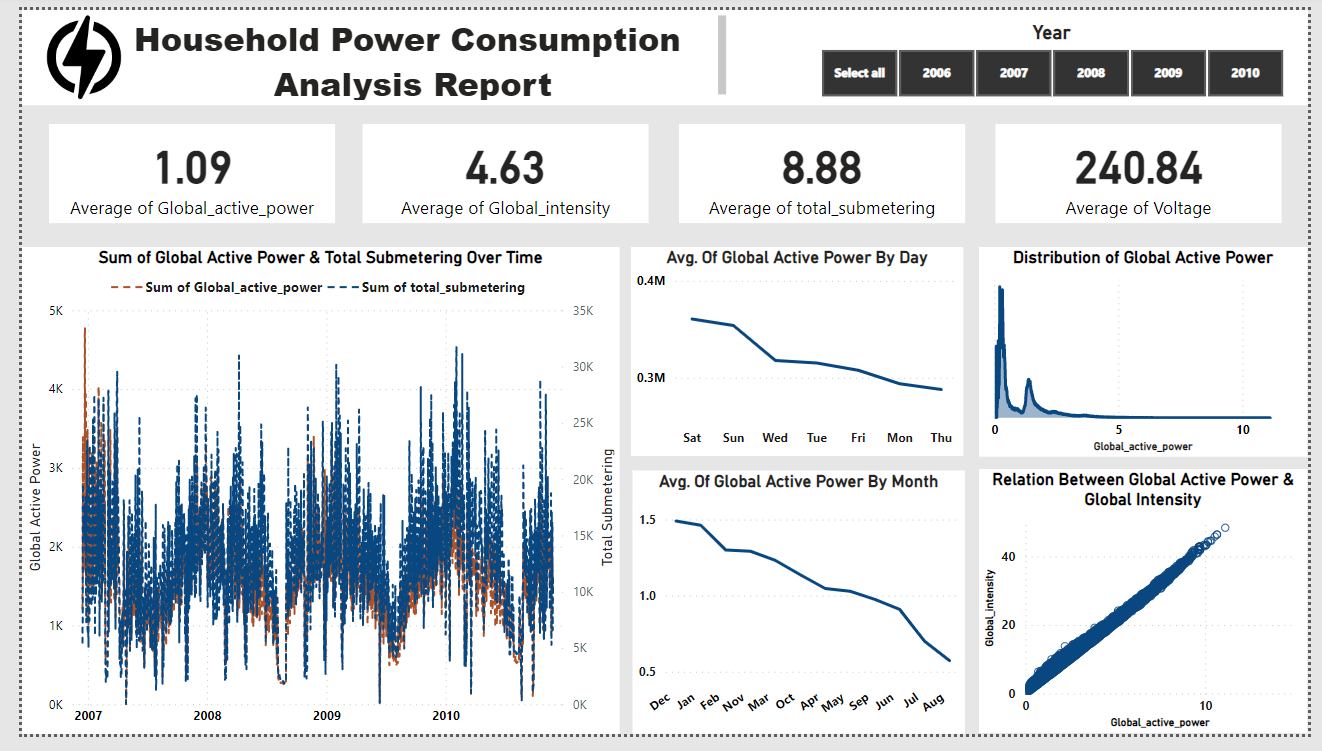 Household Power Consumption
Analysis Report
Year
Select all
2006
2007
2008
2009
2010
1.09
Average of Global_active_power
4.63
Average of Global_intensity
8.88
Average of total_submetering
240.84
Average of Voltage
Sum of Global Active Power & Total Submetering Over Time
Sum of Global_active_power
Sum of total_submetering
Global Active Power
5K
4K
3K
2K
1K
0K
35K
30K
25K
20K
15K
10K
5K
0K
Total Submetering
2007
2008
2009
2010
Avg. Of Global Active Power By Day
0.4M
0.3M
Sat
Sun
Wed
Tue
Fri
Mon
Thu
Distribution of Global Active Power
0
5
10
Global_active_power
Avg. Of Global Active Power By Month
1.5
1.0
0.5
Dec
Jan
Feb
Nov
Mar
Oct
Apr
May
Sep
Jun
Jul
Aug
Relation Between Global Active Power &
Global Intensity
Global_intensity
40
20
0
0
10
Global_active_power